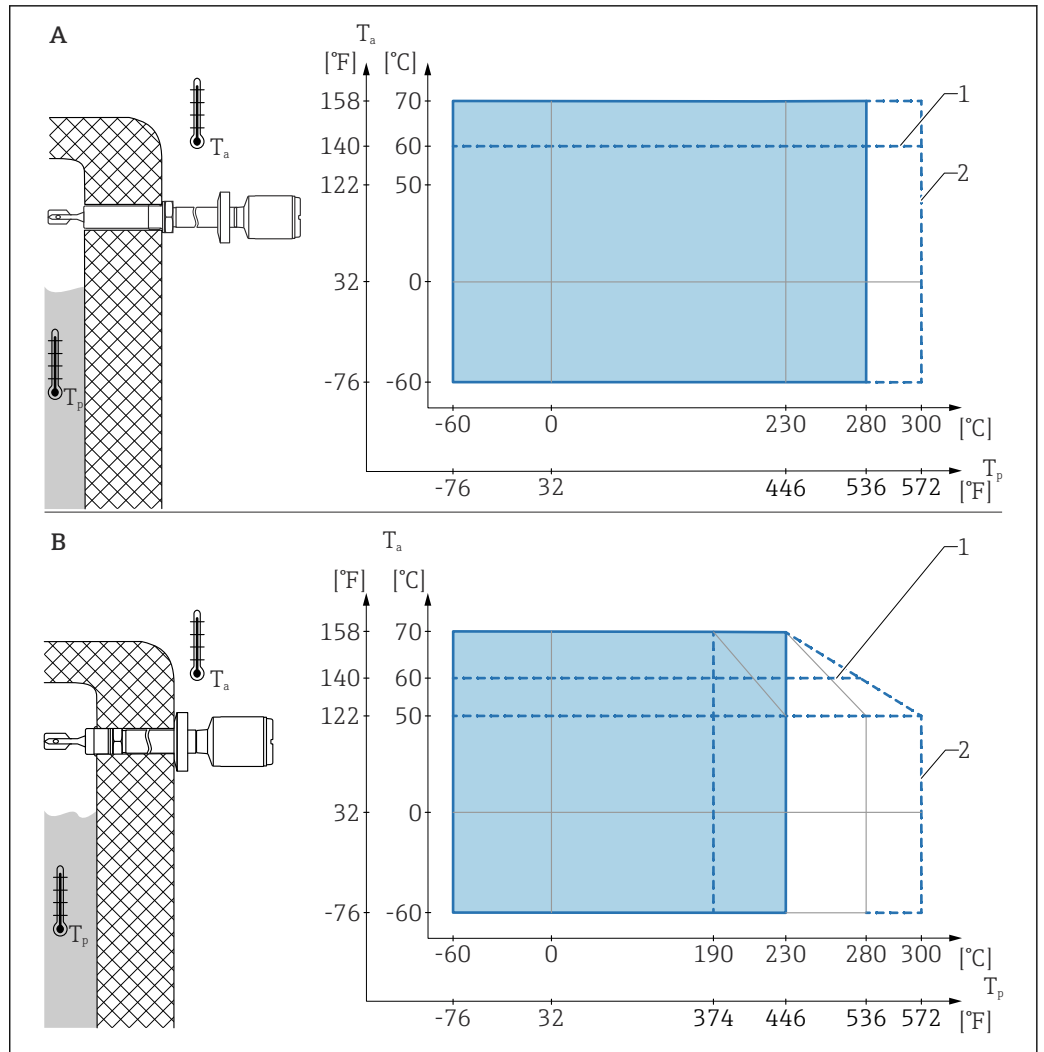 A
Tₐ
[°F] [°C]
158 70
1
Tₐ
140 60
2
122 50
32 0
Tₚ
-76 -60
-60 0 230 280 300 [°C]
Tₚ
-76 32 446 536 572 [°F]
B
Tₐ
1
[°F] [°C]
158 70
Tₐ
140 60
122 50
2
32 0
Tₚ
-76 -60
-60 0 190 230 280 300 [°C]
Tₚ
-76 32 374 446 536 572 [°F]